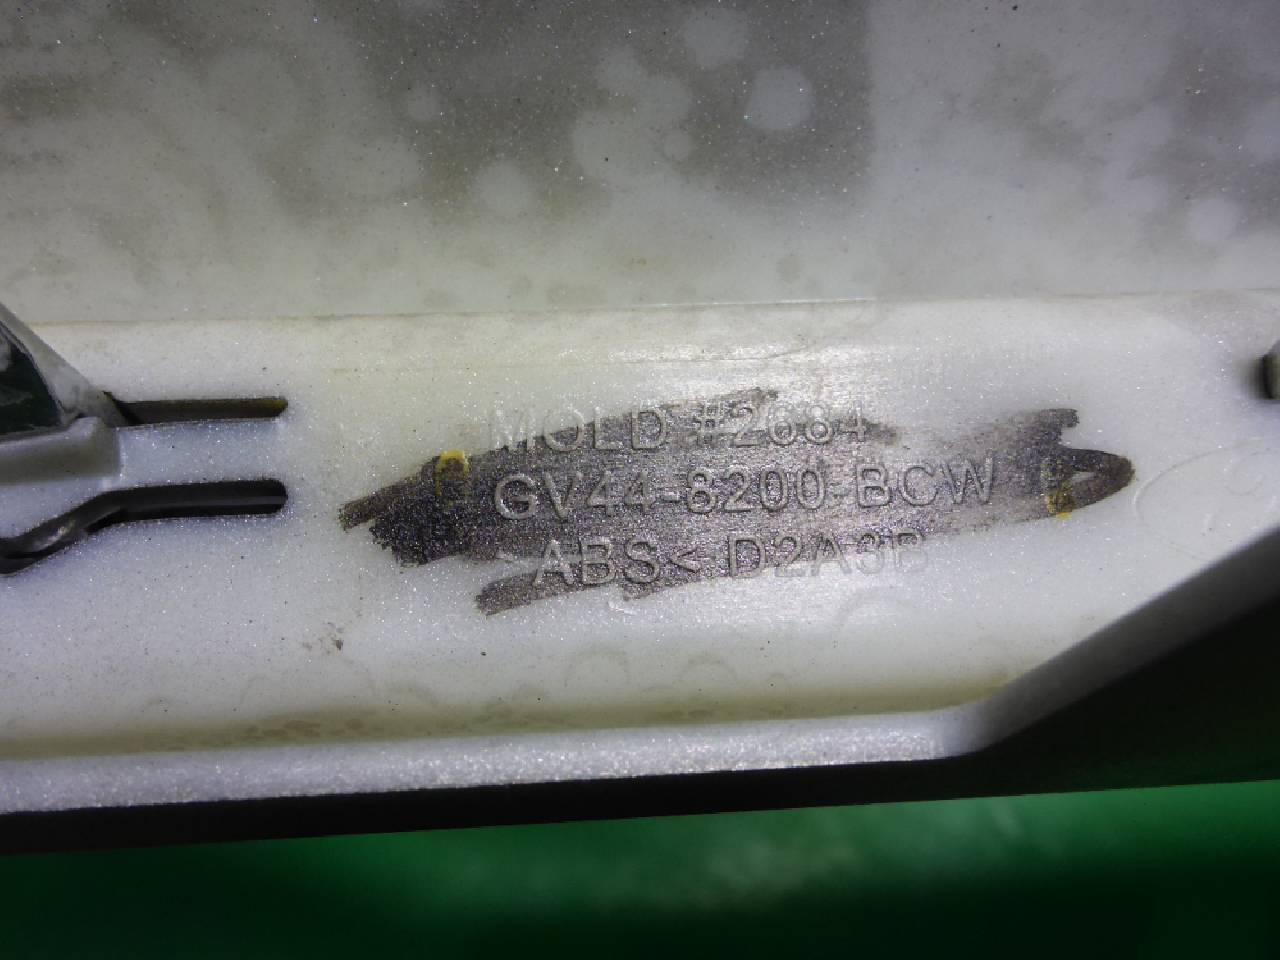 MOLD #2684
GV44-8200-BCW
>ABS< D2A3B